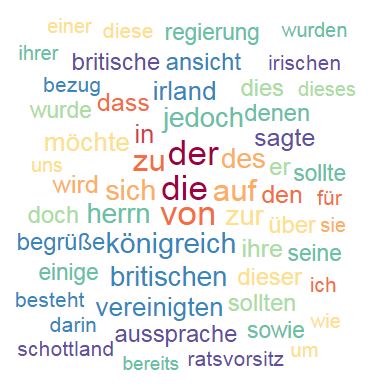 einer diese regierung wurden
ihrer britische ansicht irischen
bezug dass irland dies dieses
wurde jedoch denen
möchte in der sagte
uns zu des er sollte
wird sich die auf den für
doch herrn von zur über sie
begrüße königreich ihre seine
einige britischen dieser ich
besteht vereinigten sollten
darin aussprache sowie wie
schottland bereits ratsvorsitz um